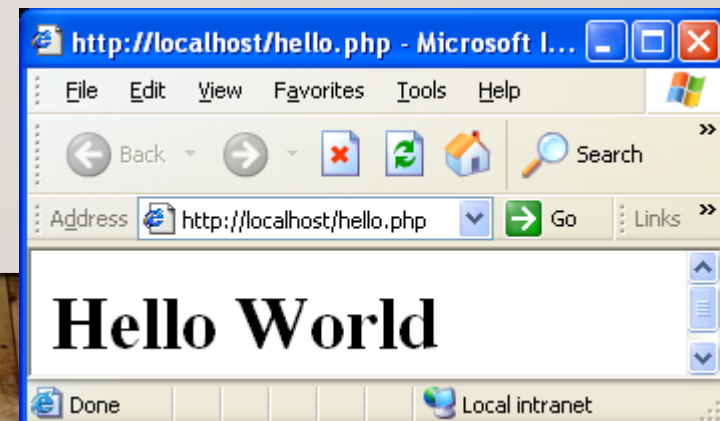 http://localhost/hello.php - Microsoft I...
File Edit View Favorites Tools Help
Back Search »
Address http://localhost/hello.php Go Links »
Hello World
Done Local intranet